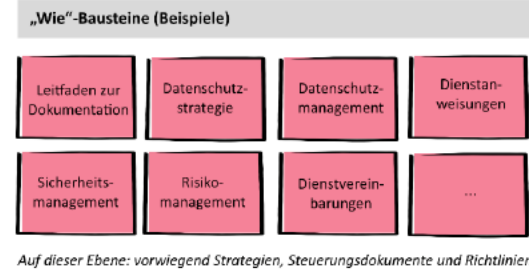 „Wie“-Bausteine (Beispiele)
Leitfaden zur
Dokumentation
Datenschutz-
strategie
Datenschutz-
management
Dienstan-
weisungen
Sicherheits-
management
Risiko-
management
Dienstverein-
barungen
...
Auf dieser Ebene: vorwiegend Strategien, Steuerungsdokumente und Richtlinien